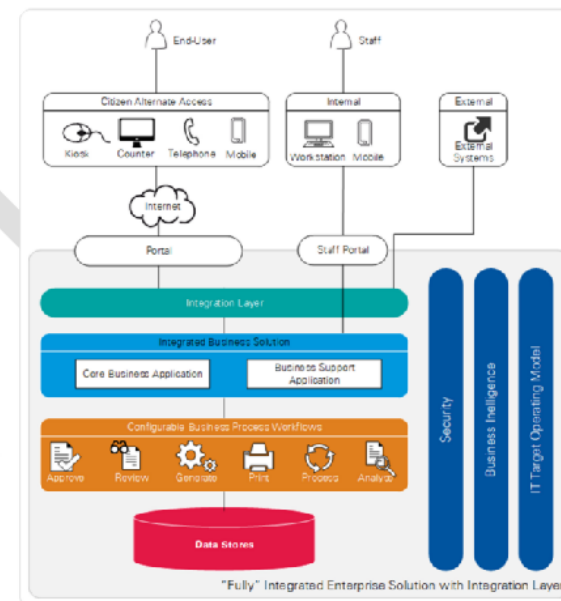 End-User
Staff
Citizen Alternate Access
Kiosk
Counter
Telephone
Mobile
Internal
Workstation
Mobile
External
External
Systems
Internet
Portal
Staff Portal
Integration Layer
Integrated Business Solution
Core Business Application
Business Support
Application
Configurable Business Process Workflows
Approve
Review
Generate
Print
Process
Analyze
Data Stores
Security
Business Inelligence
IT Target Operating Model
"Fully" Integrated Enterprise Solution with Integration Layer